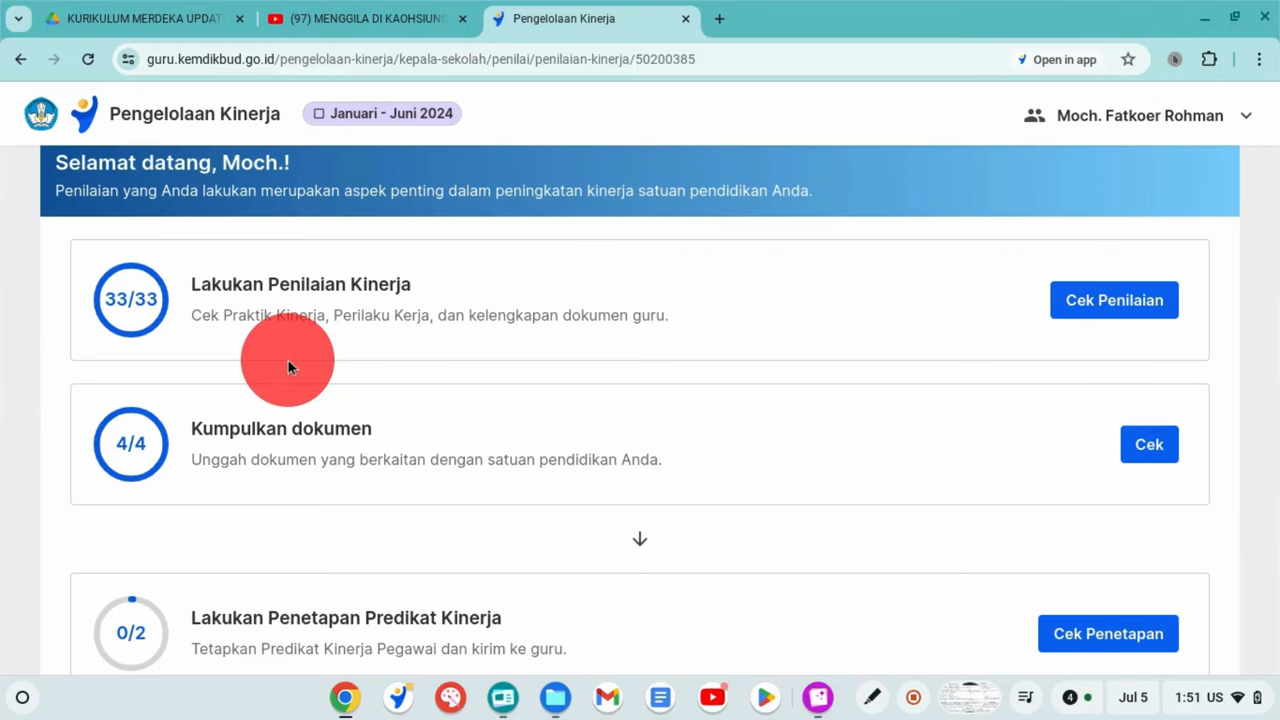 KURIKULUM MERDEKA UPDAT
(97) MENGGILA DI KAOHSIUNG
Pengelolaan Kinerja
guru.kemdikbud.go.id/pengelolaan-kinerja/kepala-sekolah/penilai/penilaian-kinerja/50200385
Open in app
Pengelolaan Kinerja
Januari - Juni 2024
Moch. Fatkoer Rohman
Selamat datang, Moch.!
Penilaian yang Anda lakukan merupakan aspek penting dalam peningkatan kinerja satuan pendidikan Anda.
33/33
Lakukan Penilaian Kinerja
Cek Praktik Kinerja, Perilaku Kerja, dan kelengkapan dokumen guru.
Cek Penilaian
4/4
Kumpulkan dokumen
Unggah dokumen yang berkaitan dengan satuan pendidikan Anda.
Cek
0/2
Lakukan Penetapan Predikat Kinerja
Tetapkan Predikat Kinerja Pegawai dan kirim ke guru.
Cek Penetapan
4
Jul 5
1:51 US